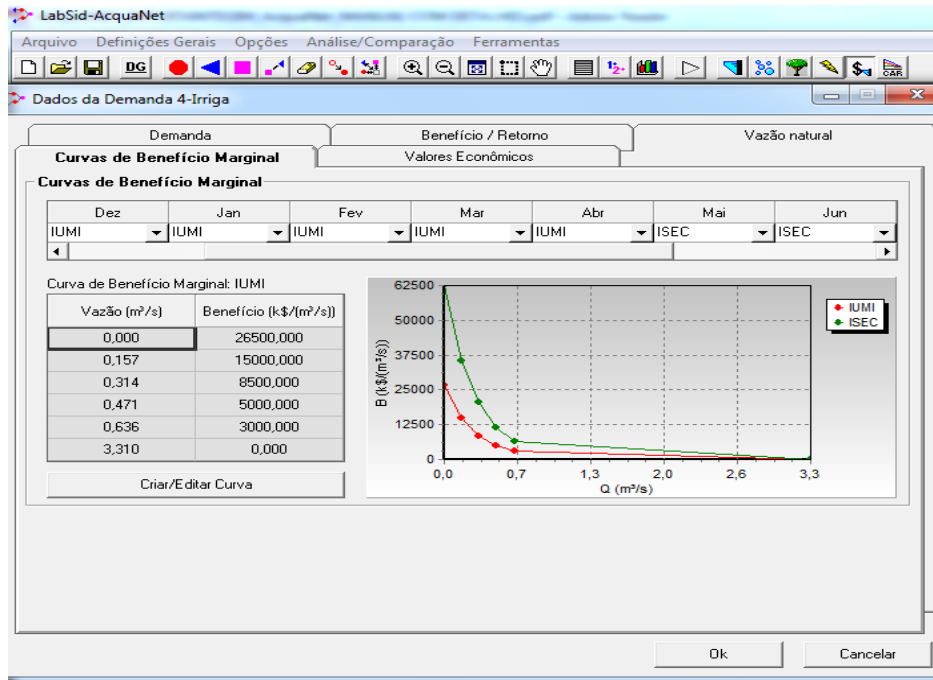 LabSid-AcquaNet
Arquivo Definições Gerais Opções Análise/Comparação Ferramentas
DG 1/2- $ CAR
Dados da Demanda 4-Irriga
Demanda Benefício / Retorno Vazão natural
Curvas de Benefício Marginal Valores Econômicos
Curvas de Benefício Marginal
Dez Jan Fev Mar Abr Mai Jun
IUMI IUMI IUMI IUMI IUMI ISEC ISEC
Curva de Benefício Marginal: IUMI
Vazão (m³/s) Benefício (k$/(m³/s))
0,000 26500,000
0,157 15000,000
0,314 8500,000
0,471 5000,000
0,636 3000,000
3,310 0,000
Criar/Editar Curva
B (k$/(m³/s))
62500
50000
37500
25000
12500
0
0,0 0,7 1,3 2,0 2,6 3,3
Q (m³/s)
IUMI
ISEC
Ok Cancelar